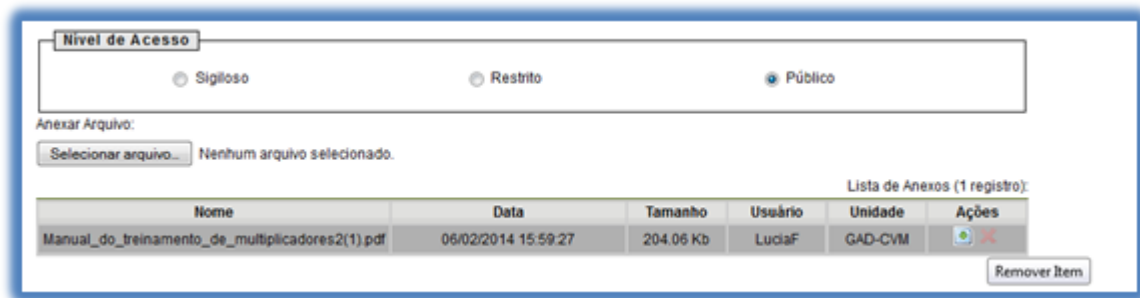 Nível de Acesso
Sigiloso Restrito Público
Anexar Arquivo:
Selecionar arquivo... Nenhum arquivo selecionado.
Lista de Anexos (1 registro):
Nome Data Tamanho Usuário Unidade Ações
Manual_do_treinamento_de_multiplicadores2(1).pdf 06/02/2014 15:59:27 204.06 Kb LuciaF GAD-CVM
Remover Item